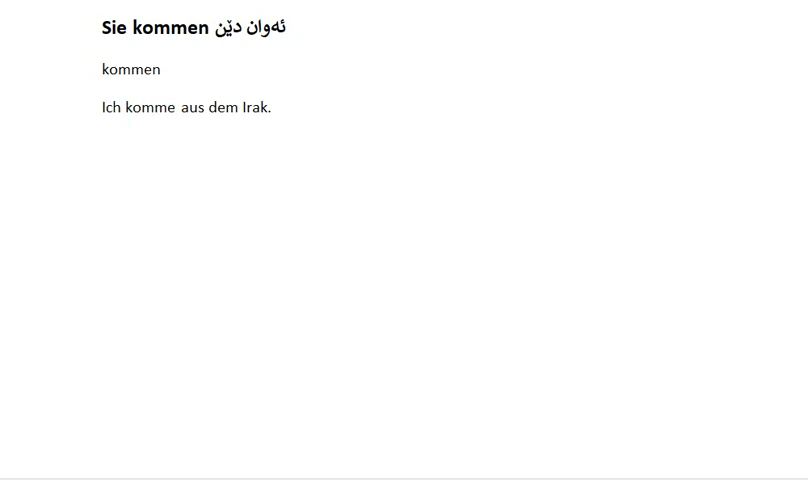 Sie kommen ئەوان دێن
kommen
Ich komme aus dem Irak.